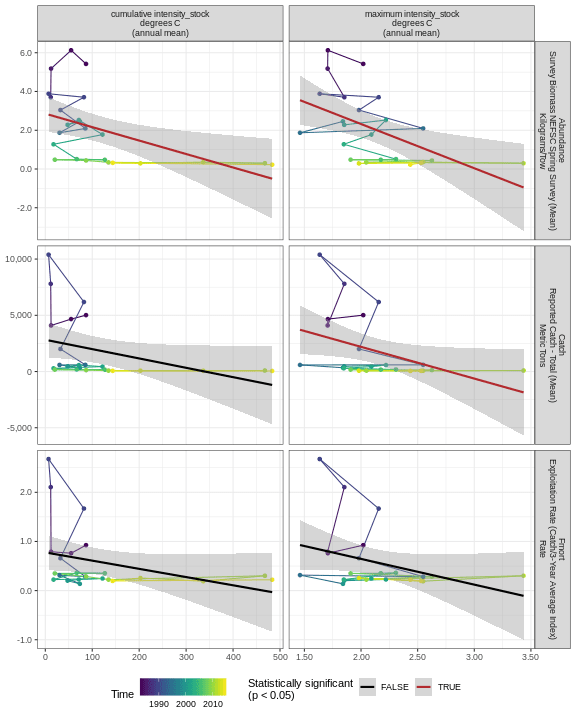 cumulative intensity_stock
degrees C
(annual mean)
maximum intensity_stock
degrees C
(annual mean)
6.0
4.0
2.0
0.0
-2.0
Abundance
Survey Biomass NEFSC Spring Survey (Mean)
Kilograms/Tow
10,000
5,000
0
-5,000
Catch
Reported Catch - Total (Mean)
Metric Tons
2.0
1.0
0.0
-1.0
Fmort
Exploitation Rate (Catch/3-Year Average Index)
Rate
0 100 200 300 400 500
1.50 2.00 2.50 3.00 3.50
Time
1990 2000 2010
Statistically significant
(p < 0.05)
FALSE
TRUE